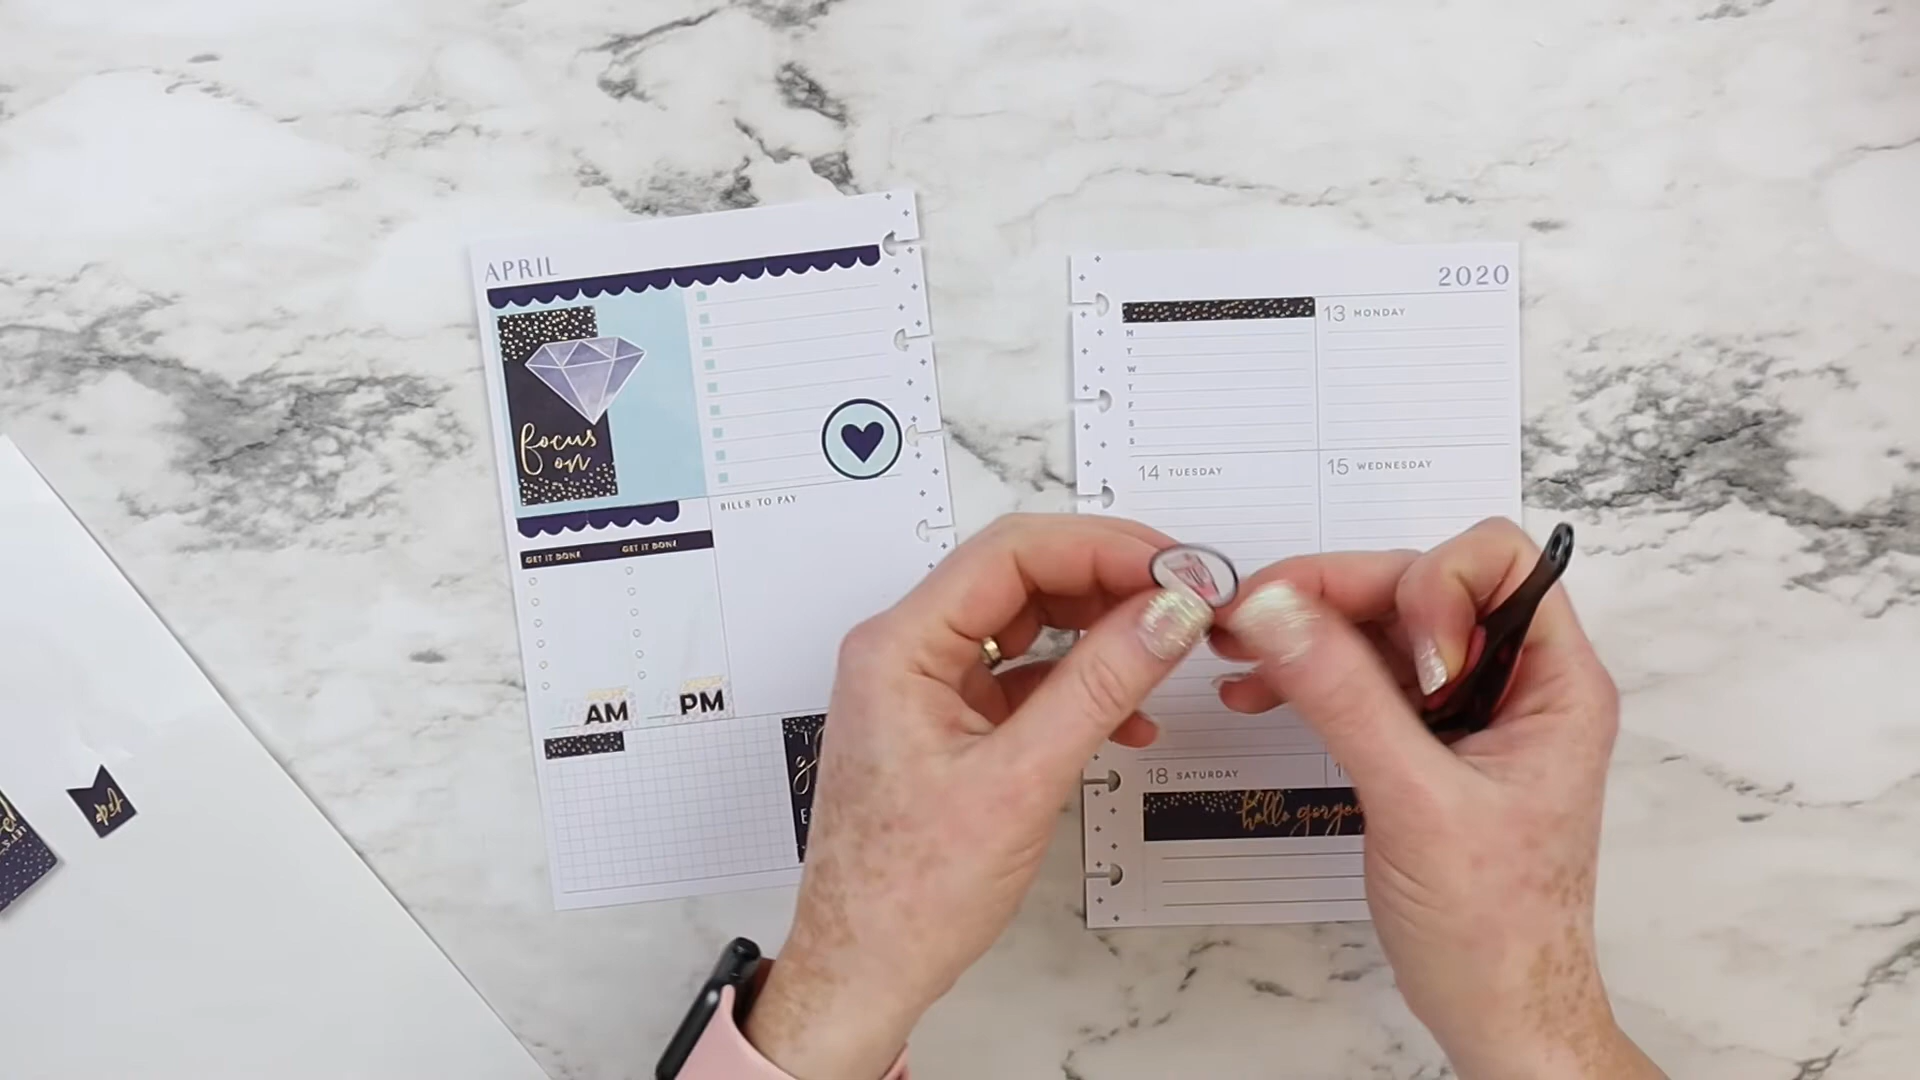 APRIL
focus
on
BILLS TO PAY
GET IT DONE
GET IT DONE
AM
PM
2020
13 MONDAY
M
T
W
T
F
S
S
14 TUESDAY
15 WEDNESDAY
18 SATURDAY
hello